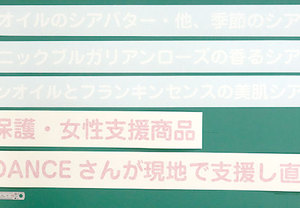 オイルのシアバター・他、季節のシア
ニックブルガリアンローズの香るシア
ンオイルとフランキンセンスの美肌シア
保護・女性支援商品
DANCEさんが現地で支援し直